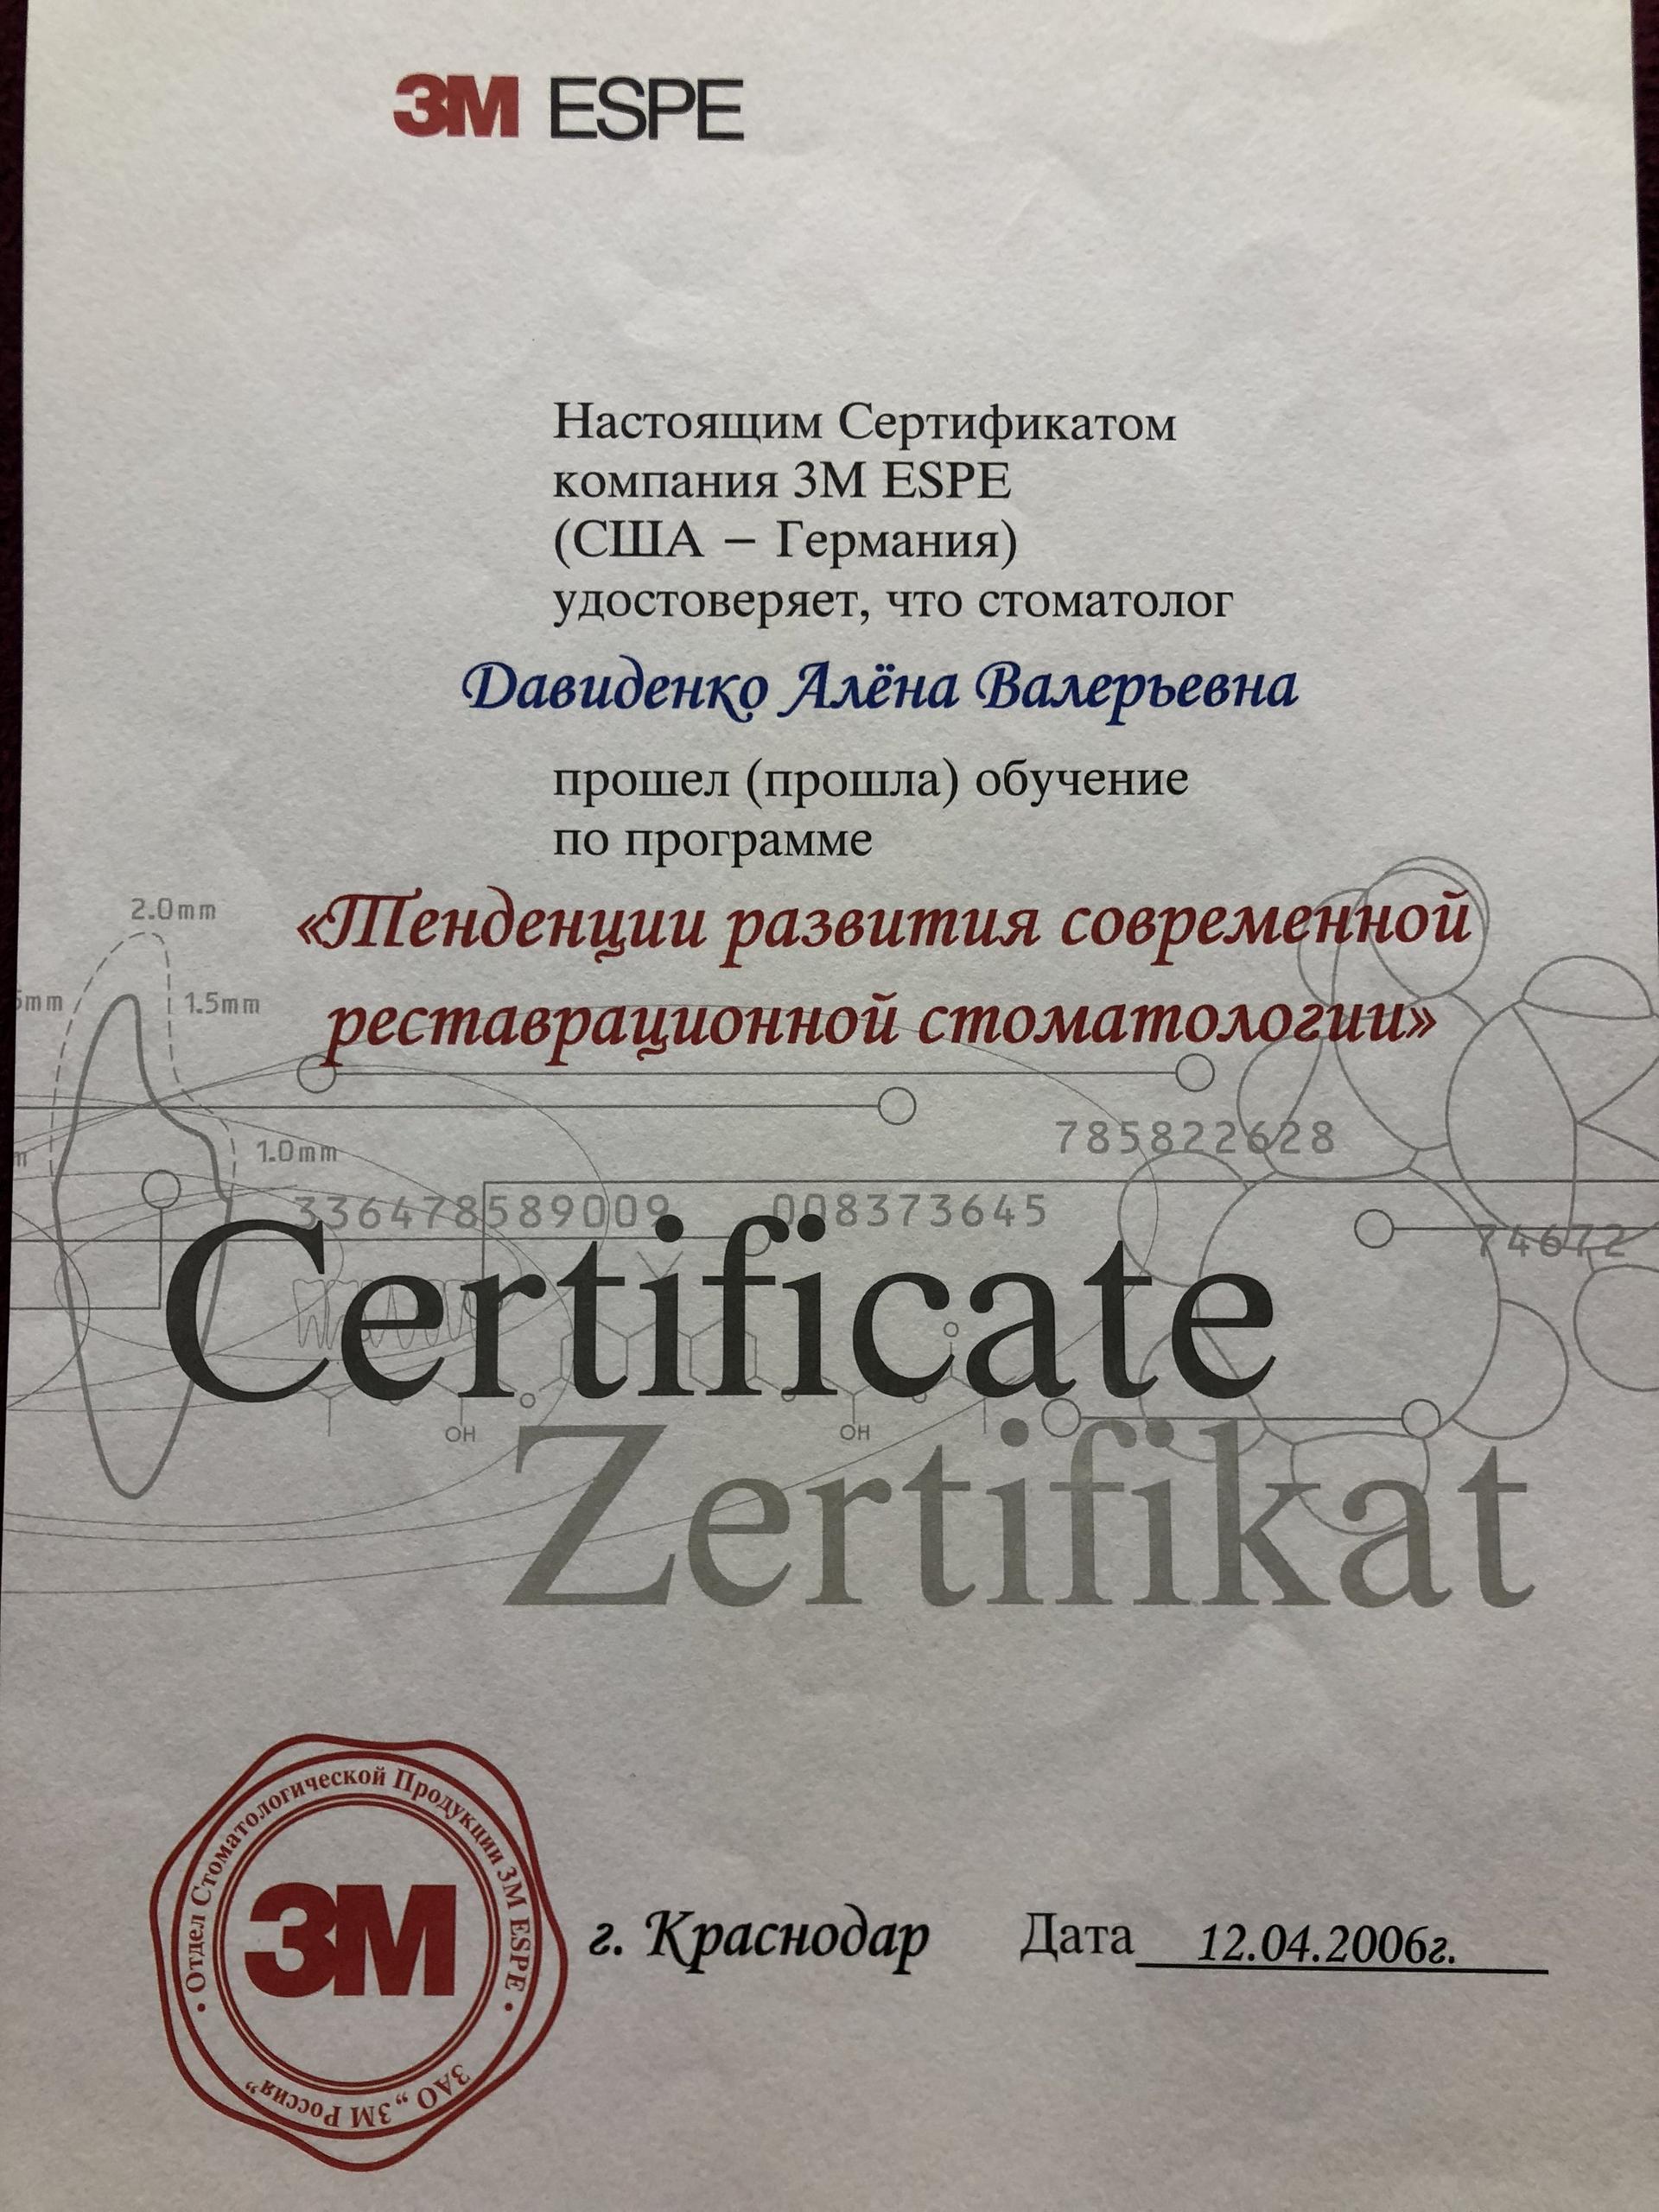 3M ESPE
Настоящим Сертификатом
компания 3M ESPE
(США – Германия)
удостоверяет, что стоматолог
Давиденко Алёна Валерьевна
прошел (прошла) обучение
по программе
«Тенденции развития современной
реставрационной стоматологии»
2.0mm
1.5mm
1.0mm
785822628
336478589009 008373645
74672
Certificate
OH OH
Zertifikat
• Отдел Стоматологической Продукции 3М ESPE •
3M
ЗАО „3М Россия”
г. Краснодар Дата 12.04.2006г.